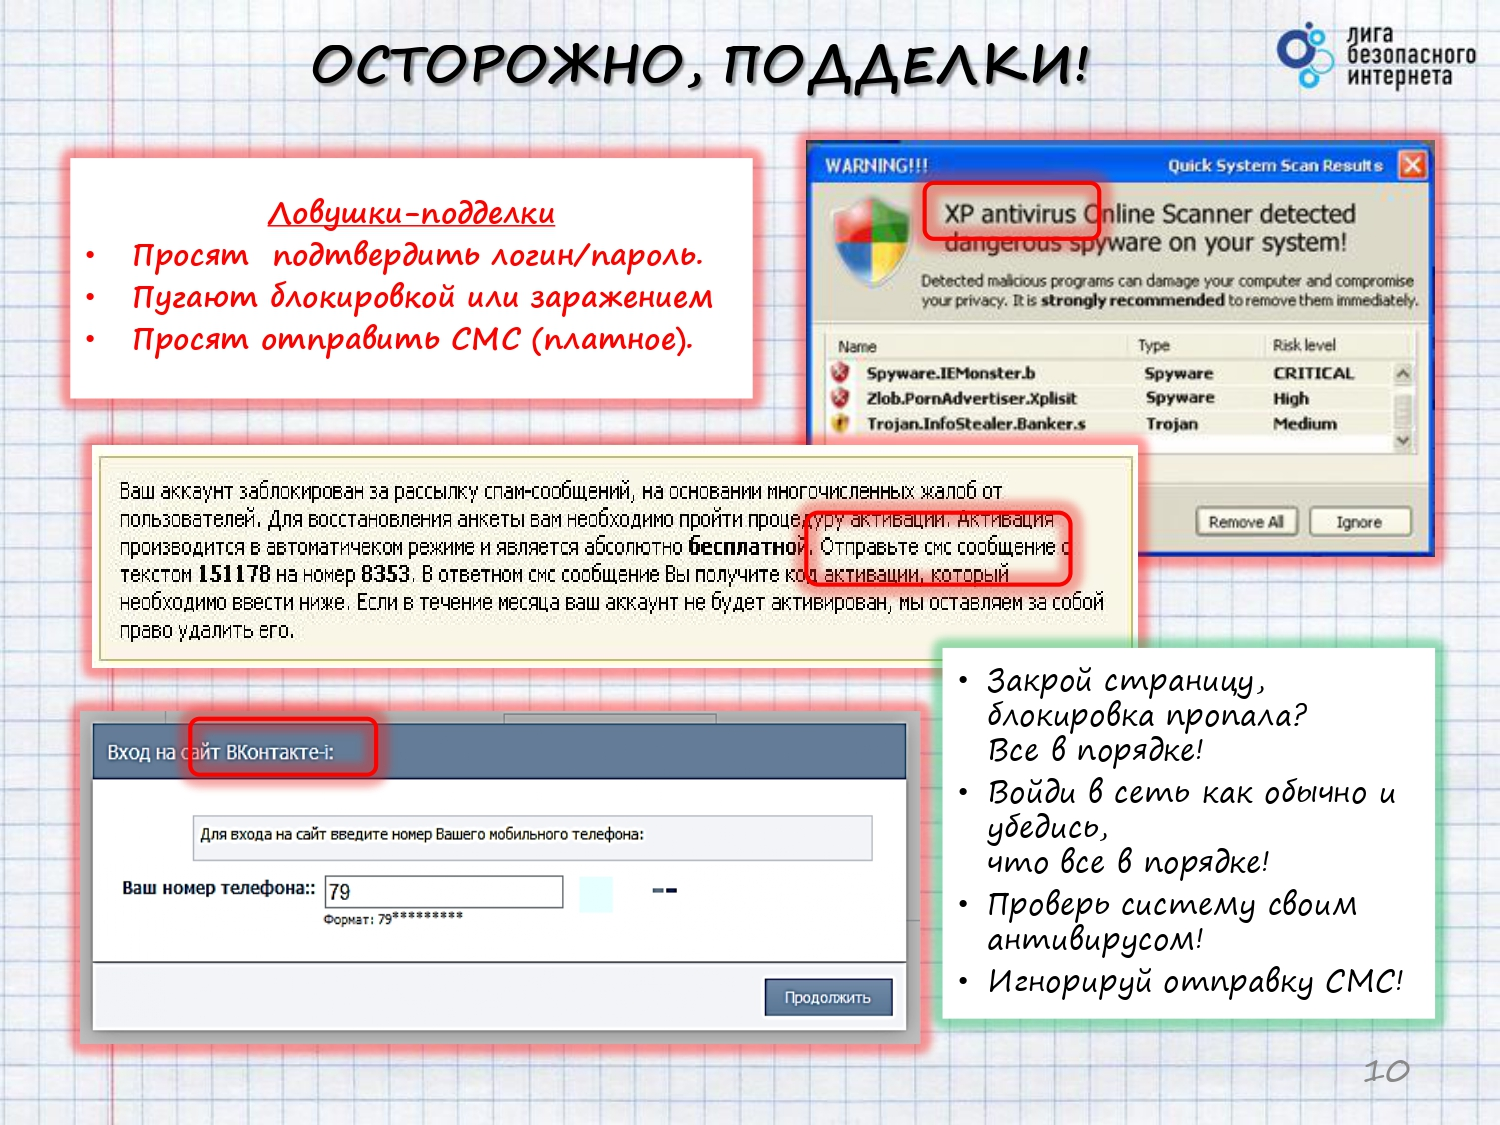 ОСТОРОЖНО, ПОДДЕЛКИ!
лига
безопасного
интернета
Ловушки-подделки
• Просят подтвердить логин/пароль.
• Пугают блокировкой или заражением
• Просят отправить СМС (платное).
WARNING!!! Quick System Scan Results
XP antivirus Online Scanner detected
dangerous spyware on your system!
Detected malicious programs can damage your computer and compromise
your privacy. It is strongly recommended to remove them immediately.
Name Type Risk level
Spyware.IEMonster.b Spyware CRITICAL
Zlob.PornAdvertiser.Xplisit Spyware High
Trojan.InfoStealer.Banker.s Trojan Medium
Remove All Ignore
Ваш аккаунт заблокирован за рассылку спам-сообщений, на основании многочисленных жалоб от
пользователей. Для восстановления анкеты вам необходимо пройти процедуру активации. Активация
производится в автоматичеком режиме и является абсолютно бесплатной. Отправьте смс сообщение с
текстом 151178 на номер 8353. В ответном смс сообщение Вы получите код активации, который
необходимо ввести ниже. Если в течение месяца ваш аккаунт не будет активирован, мы оставляем за собой
право удалить его.
Вход на сайт ВКонтакте-i:
Для входа на сайт введите номер Вашего мобильного телефона:
Ваш номер телефона:: 79
Формат: 79*********
Продолжить
• Закрой страницу,
блокировка пропала?
Все в порядке!
• Войди в сеть как обычно и
убедись,
что все в порядке!
• Проверь систему своим
антивирусом!
• Игнорируй отправку СМС!
10